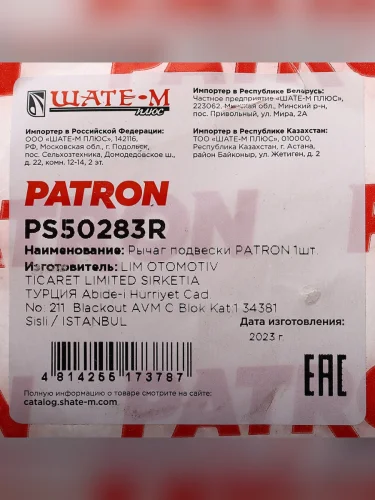 ШАТЕ-М
ПЛЮС
Импортер в Российской Федерации:
ООО «ШАТЕ-М ПЛЮС», 142116,
РФ, Московская обл., г. Подольск,
пос. Сельхозтехника, Домодедовское ш.,
д. 22, комн. 12-14, 2 эт.
Импортер в Республике Беларусь:
Частное предприятие «ШАТЕ-М ПЛЮС»,
223062, Минская обл., Минский р-н,
пос. Привольный, ул. Мира, 2А
Импортер в Республике Казахстан:
ТОО «ШАТЕ-М ПЛЮС», 010000,
Республика Казахстан, г. Астана,
район Байконыр, ул. Жетиген, д. 2
PATRON
PS50283R
Наименование: Рычаг подвески PATRON 1шт.
Изготовитель: LIM OTOMOTIV
TICARET LIMITED SIRKETIA
ТУРЦИЯ Abide-i Hurriyet Cad
No: 211 Blackout AVM C Blok Kat:1 34381
Sisli / ISTANBUL
Дата изготовления:
2023 г
4 814256 173787
EAC
Полную информацию о товаре смотрите на сайте:
catalog.shate-m.com